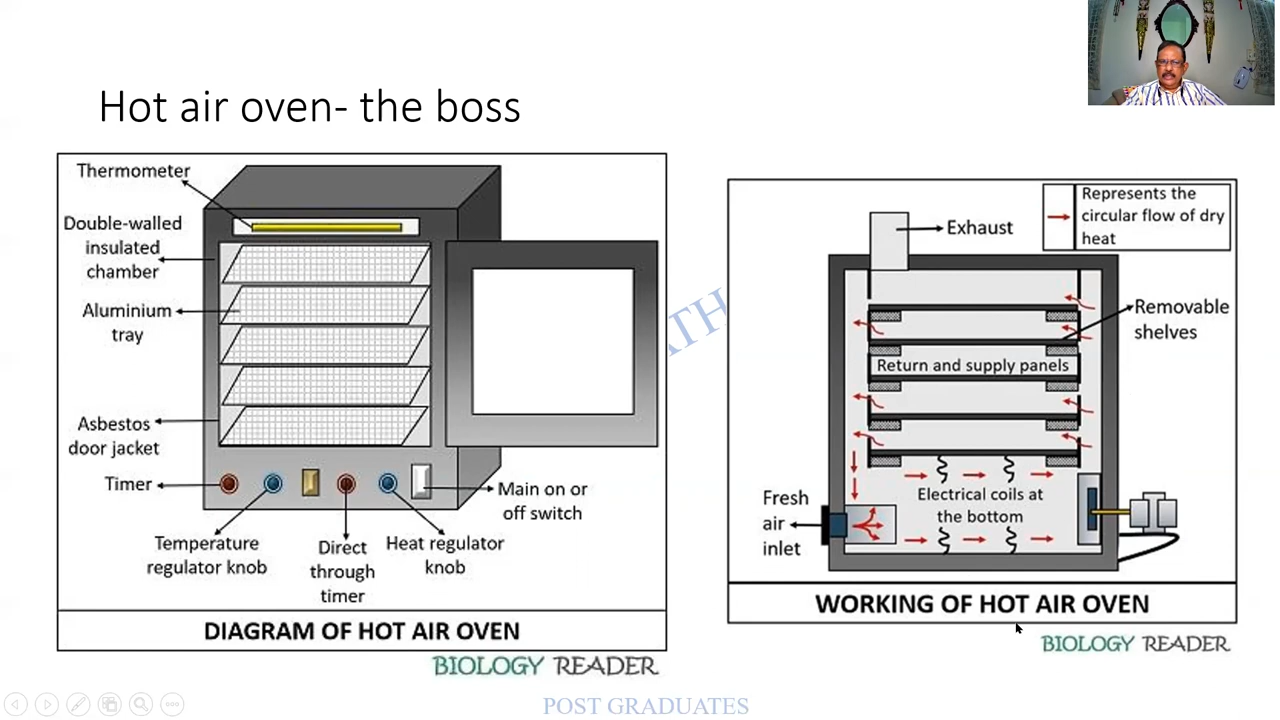 Hot air oven- the boss
Thermometer
Double-walled
insulated
chamber
Aluminium
tray
Asbestos
door jacket
Timer
Temperature
regulator knob
Direct
through
timer
Heat regulator
knob
Main on or
off switch
DIAGRAM OF HOT AIR OVEN
BIOLOGY READER
ATH
Represents the
circular flow of dry
heat
Exhaust
Removable
shelves
Return and supply panels
Electrical coils at
the bottom
Fresh
air
inlet
WORKING OF HOT AIR OVEN
BIOLOGY READER
POST GRADUATES